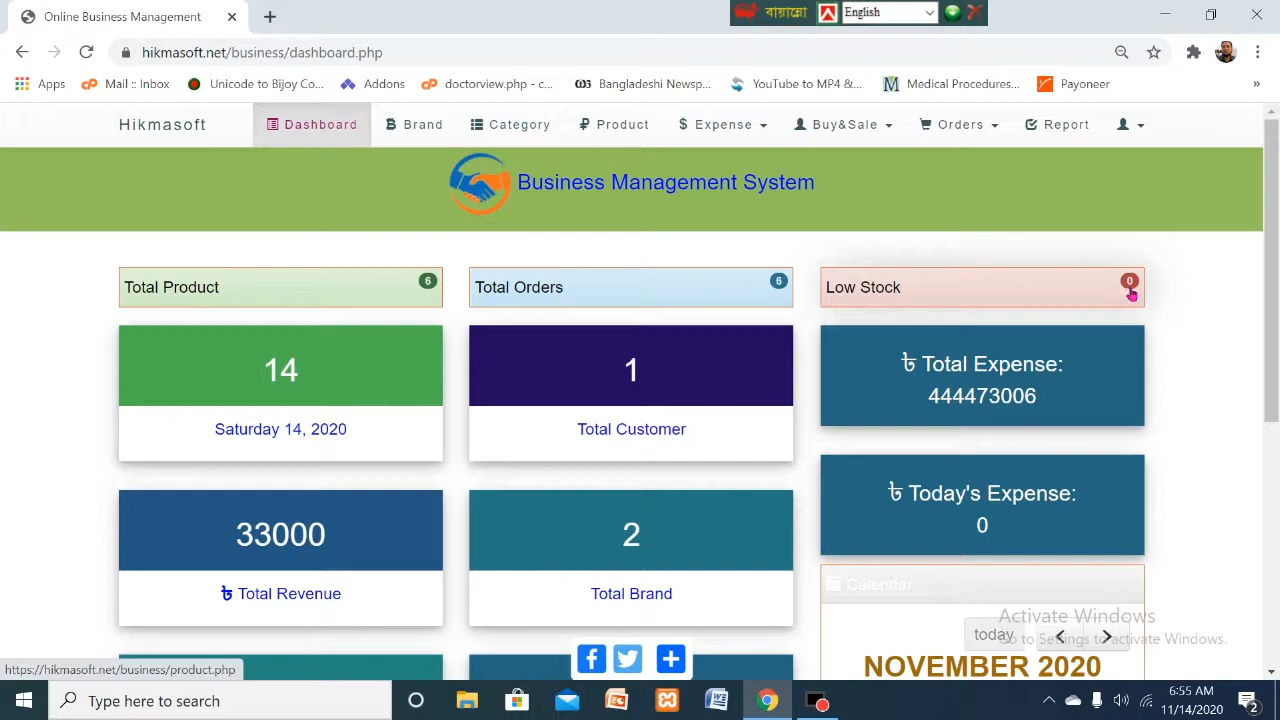 Online Business Management System
বায়ান্নো
English
hikmasoft.net/business/dashboard.php
Apps
Mail :: Inbox
Unicode to Bijoy Co...
Addons
doctorview.php - c...
Bangladeshi Newsp...
YouTube to MP4 &...
Medical Procedures...
Payoneer
»
Hikmasoft
Dashboard
Brand
Category
Product
$ Expense
Buy&Sale
Orders
Report
Business Management System
Total Product
6
Total Orders
6
Low Stock
0
14
Saturday 14, 2020
1
Total Customer
৳ Total Expense:
444473006
33000
৳ Total Revenue
2
Total Brand
৳ Today's Expense:
0
Calendar
today
NOVEMBER 2020
Activate Windows
Go to Settings to activate Windows.
https://hikmasoft.net/business/product.php
Type here to search
6:55 AM
11/14/2020
2